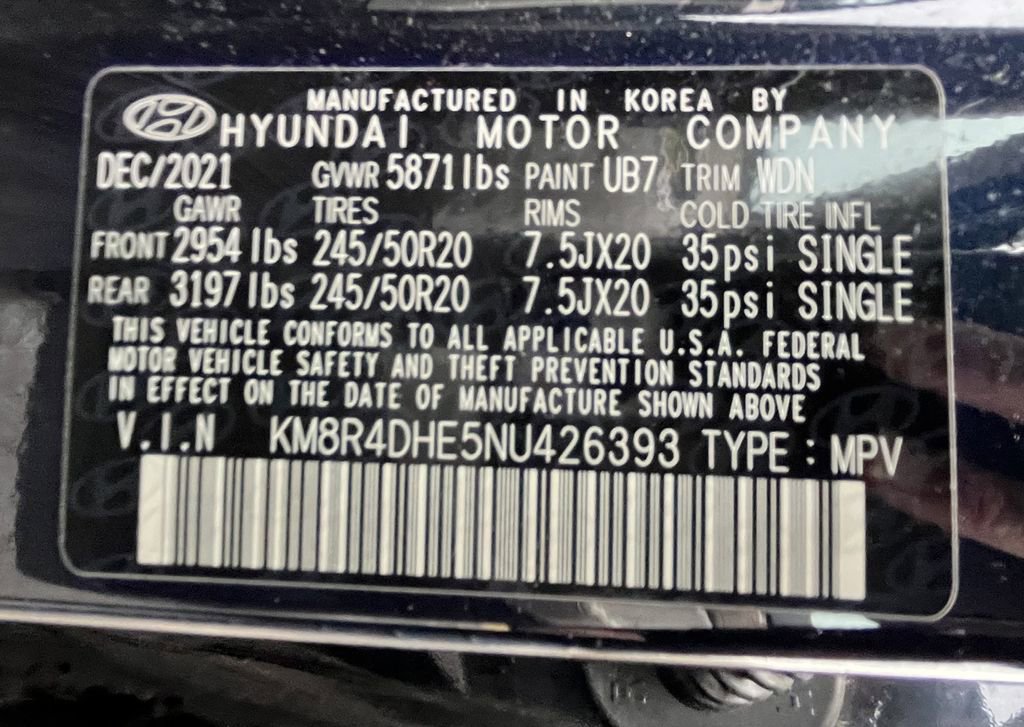 MANUFACTURED IN KOREA BY
HYUNDAI MOTOR COMPANY
DEC/2021 GVWR 5871lbs PAINT UB7 TRIM WDN
GAWR TIRES RIMS COLD TIRE INFL
FRONT 2954 lbs 245/50R20 7.5JX20 35psi SINGLE
REAR 3197 lbs 245/50R20 7.5JX20 35psi SINGLE
THIS VEHICLE CONFORMS TO ALL APPLICABLE U.S.A. FEDERAL
MOTOR VEHICLE SAFETY AND THEFT PREVENTION STANDARDS
IN EFFECT ON THE DATE OF MANUFACTURE SHOWN ABOVE
V.I.N KM8R4DHE5NU426393 TYPE : MPV